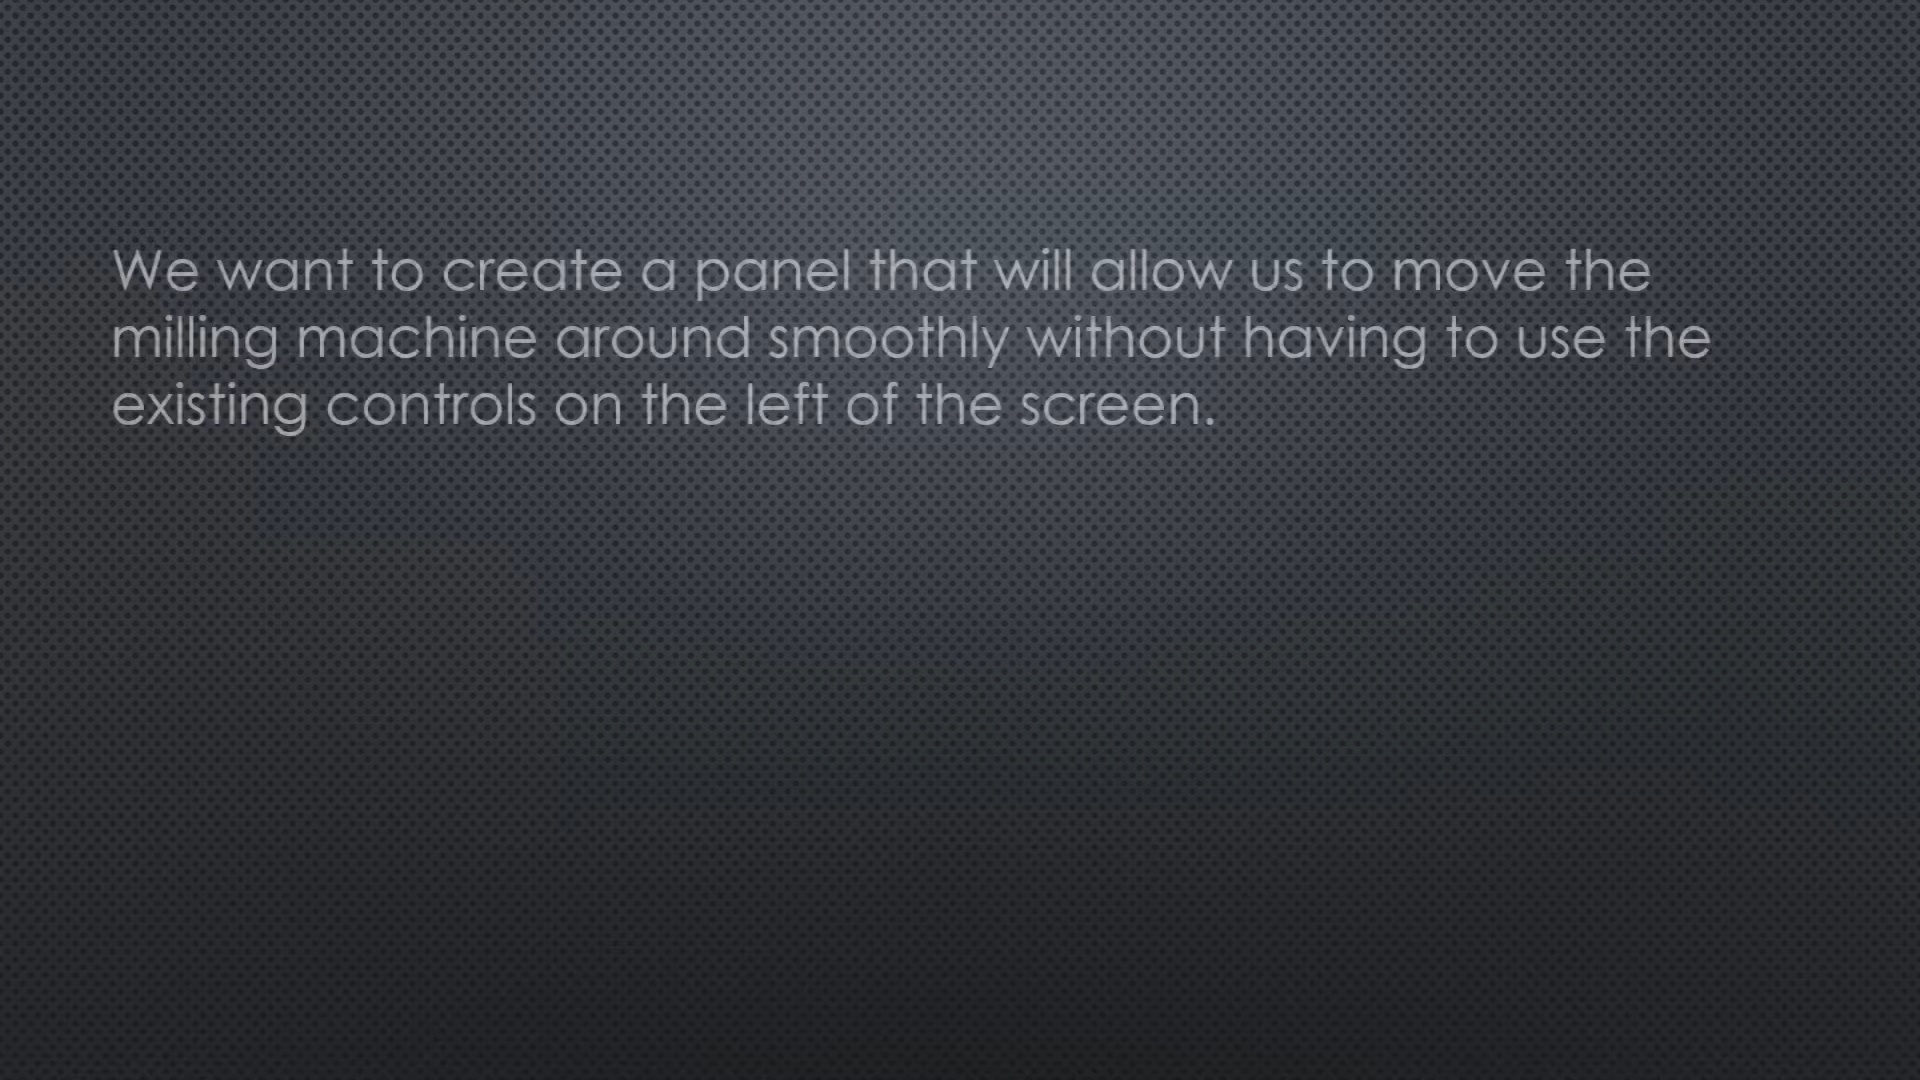 We want to create a panel that will allow us to move the
milling machine around smoothly without having to use the
existing controls on the left of the screen.